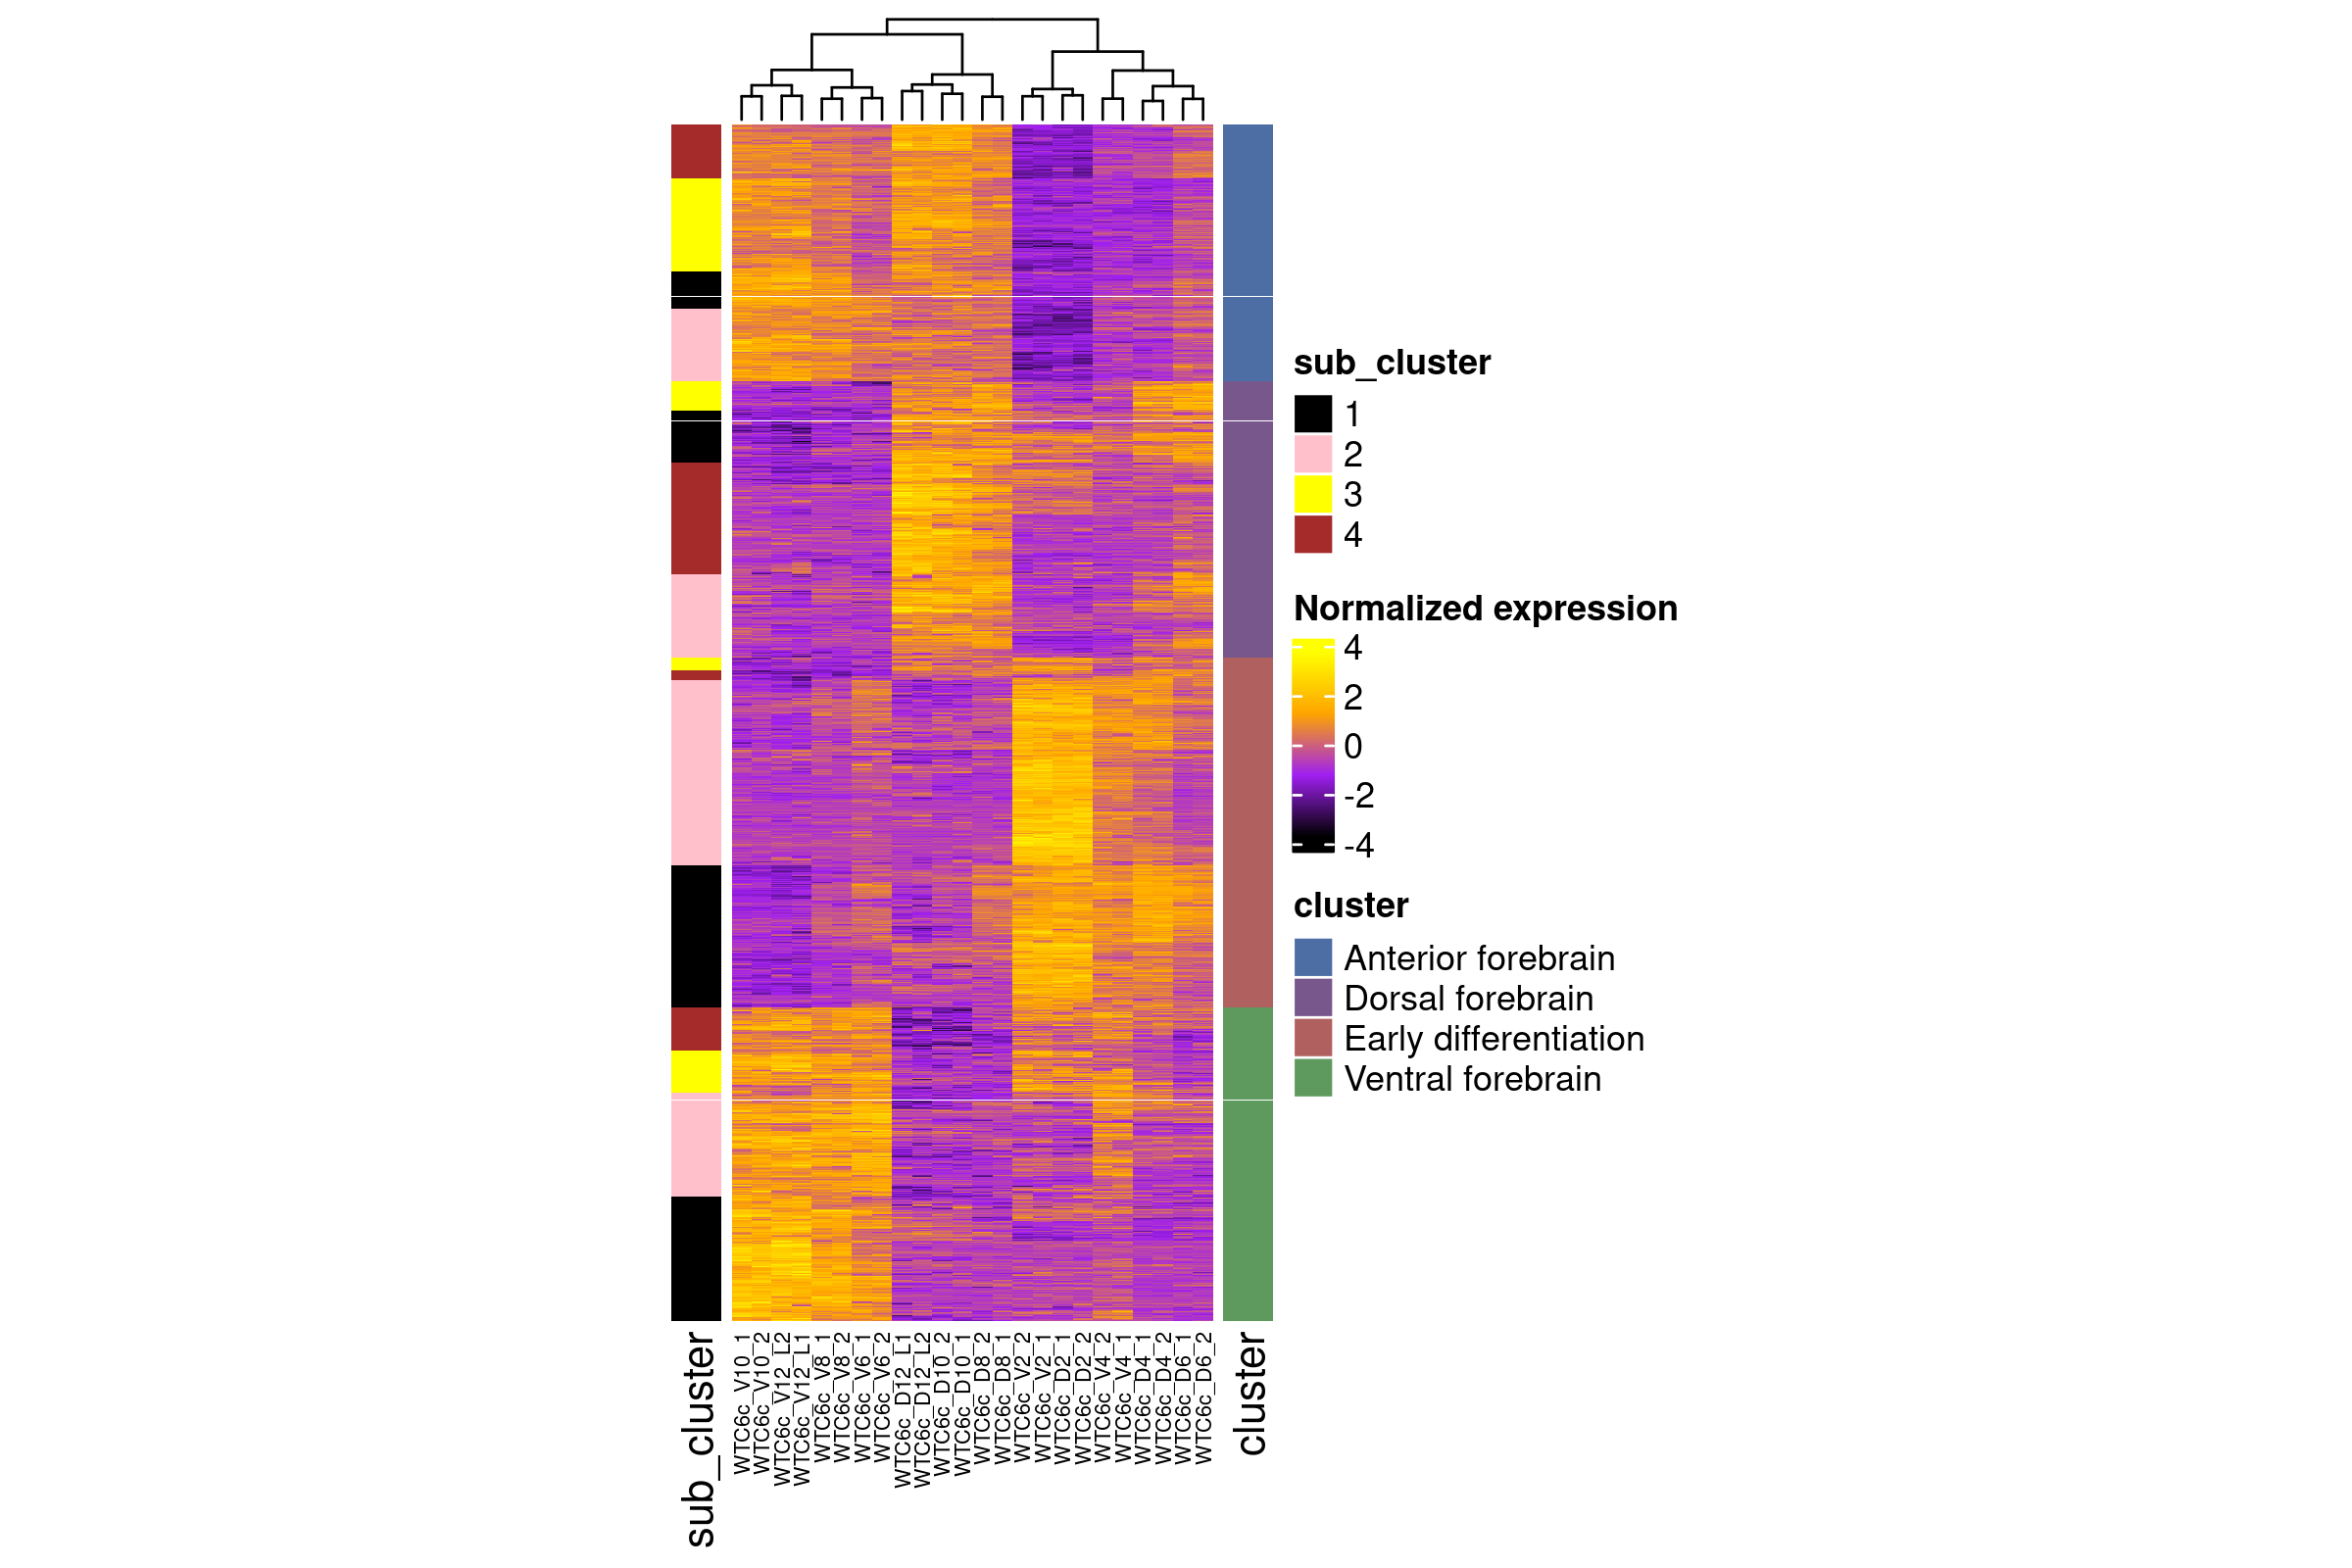 sub_cluster
1
2
3
4
Normalized expression
4
2
0
-2
-4
cluster
Anterior forebrain
Dorsal forebrain
Early differentiation
Ventral forebrain
sub_cluster
WTC6c_V10_1
WTC6c_V10_2
WTC6c_V12_L2
WTC6c_V12_L1
WTC6c_V8_1
WTC6c_V8_2
WTC6c_V6_1
WTC6c_V6_2
WTC6c_D12_L1
WTC6c_D12_L2
WTC6c_D10_2
WTC6c_D10_1
WTC6c_D8_2
WTC6c_D8_1
WTC6c_V2_2
WTC6c_V2_1
WTC6c_D2_1
WTC6c_D2_2
WTC6c_V4_2
WTC6c_V4_1
WTC6c_D4_1
WTC6c_D4_2
WTC6c_D6_1
WTC6c_D6_2
cluster